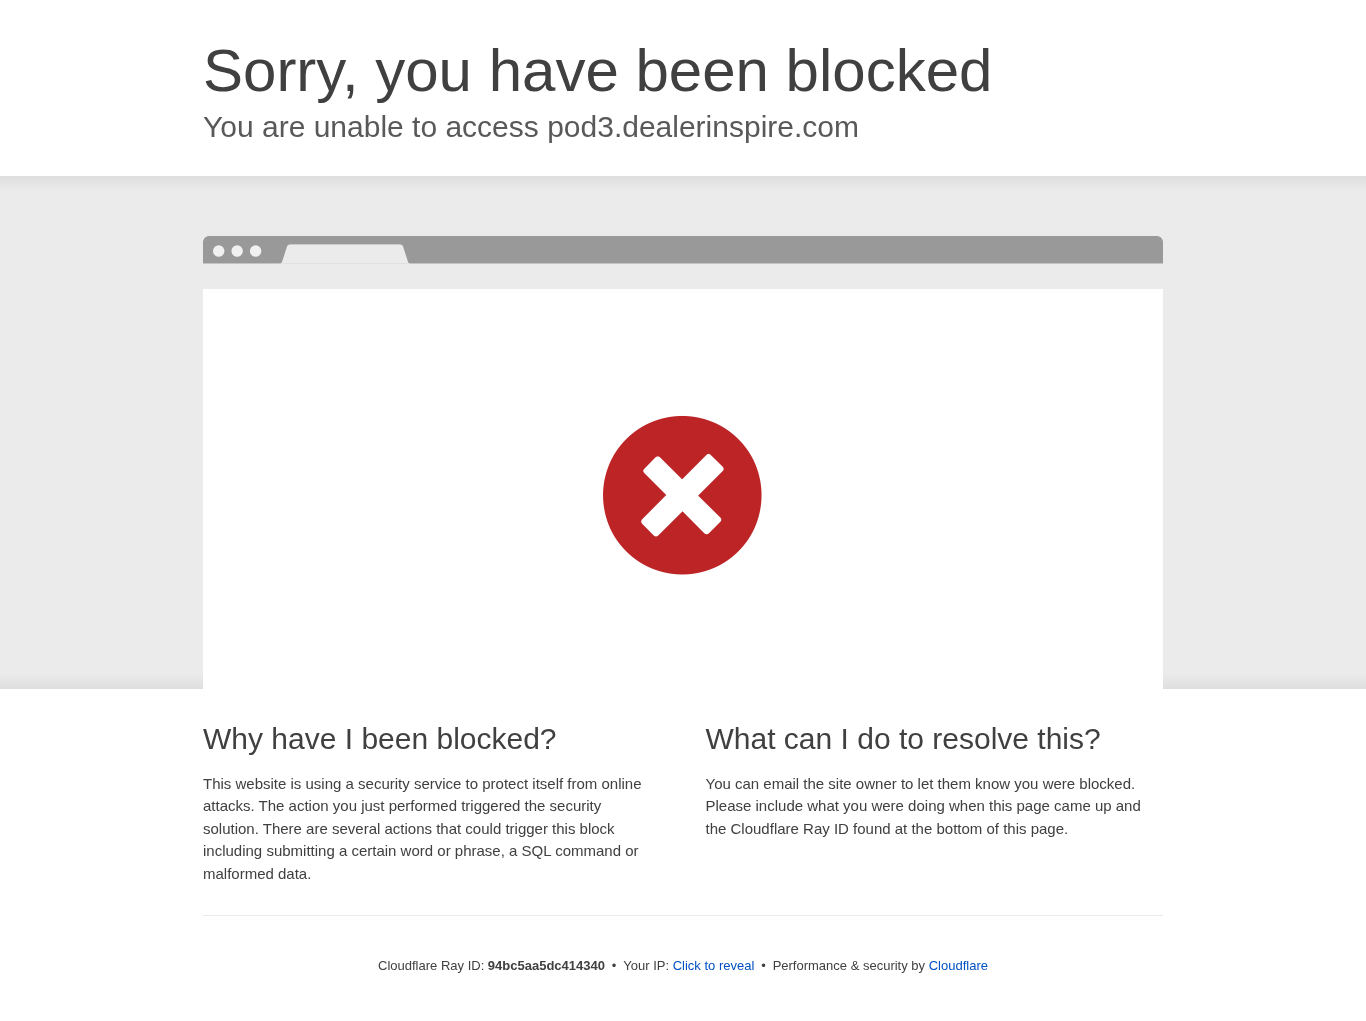 Sorry, you have been blocked
You are unable to access pod3.dealerinspire.com
Why have I been blocked?
This website is using a security service to protect itself from online
attacks. The action you just performed triggered the security
solution. There are several actions that could trigger this block
including submitting a certain word or phrase, a SQL command or
malformed data.
What can I do to resolve this?
You can email the site owner to let them know you were blocked.
Please include what you were doing when this page came up and
the Cloudflare Ray ID found at the bottom of this page.
Cloudflare Ray ID: 94bc5aa5dc414340 • Your IP: Click to reveal • Performance & security by Cloudflare